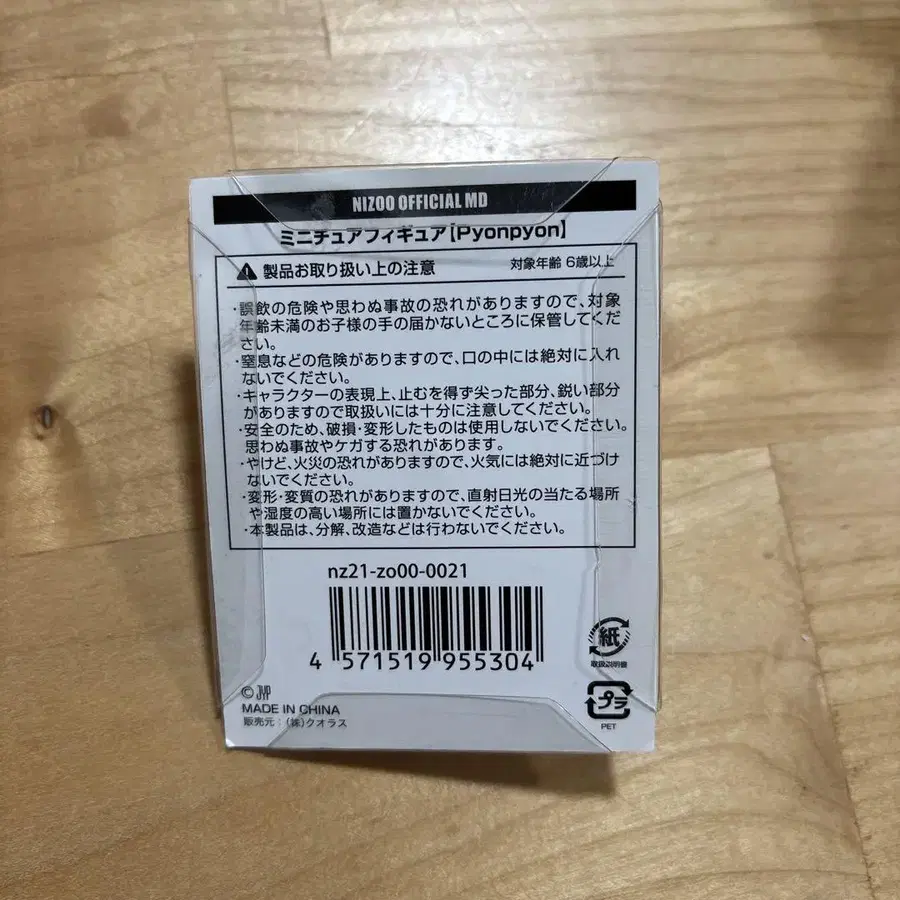 NIZOO OFFICIAL MD
ミニチュアフィギュア[Pyonpyon]
製品お取り扱い上の注意 対象年齢 6歳以上
・誤飲の危険や思わぬ事故の恐れがありますので、対象
年齢未満のお子様の手の届かないところに保管してくだ
さい。
・窒息などの危険がありますので、口の中には絶対に入れ
ないでください。
・キャラクターの表現上、止むを得ず尖った部分、鋭い部分
がありますので取扱いには十分に注意してください。
・安全のため、破損・変形したものは使用しないでください。
思わぬ事故やケガする恐れがあります。
・やけど、火災の恐れがありますので、火気には絶対に近づけ
ないでください。
・変形・変質の恐れがありますので、直射日光の当たる場所
や湿度の高い場所には置かないでください。
・本製品は、分解、改造などは行わないでください。
nz21-zo00-0021
4 571519 955304
紙
取扱説明書
© JYP
MADE IN CHINA
販売元:(株)クオラス
プラ
PET